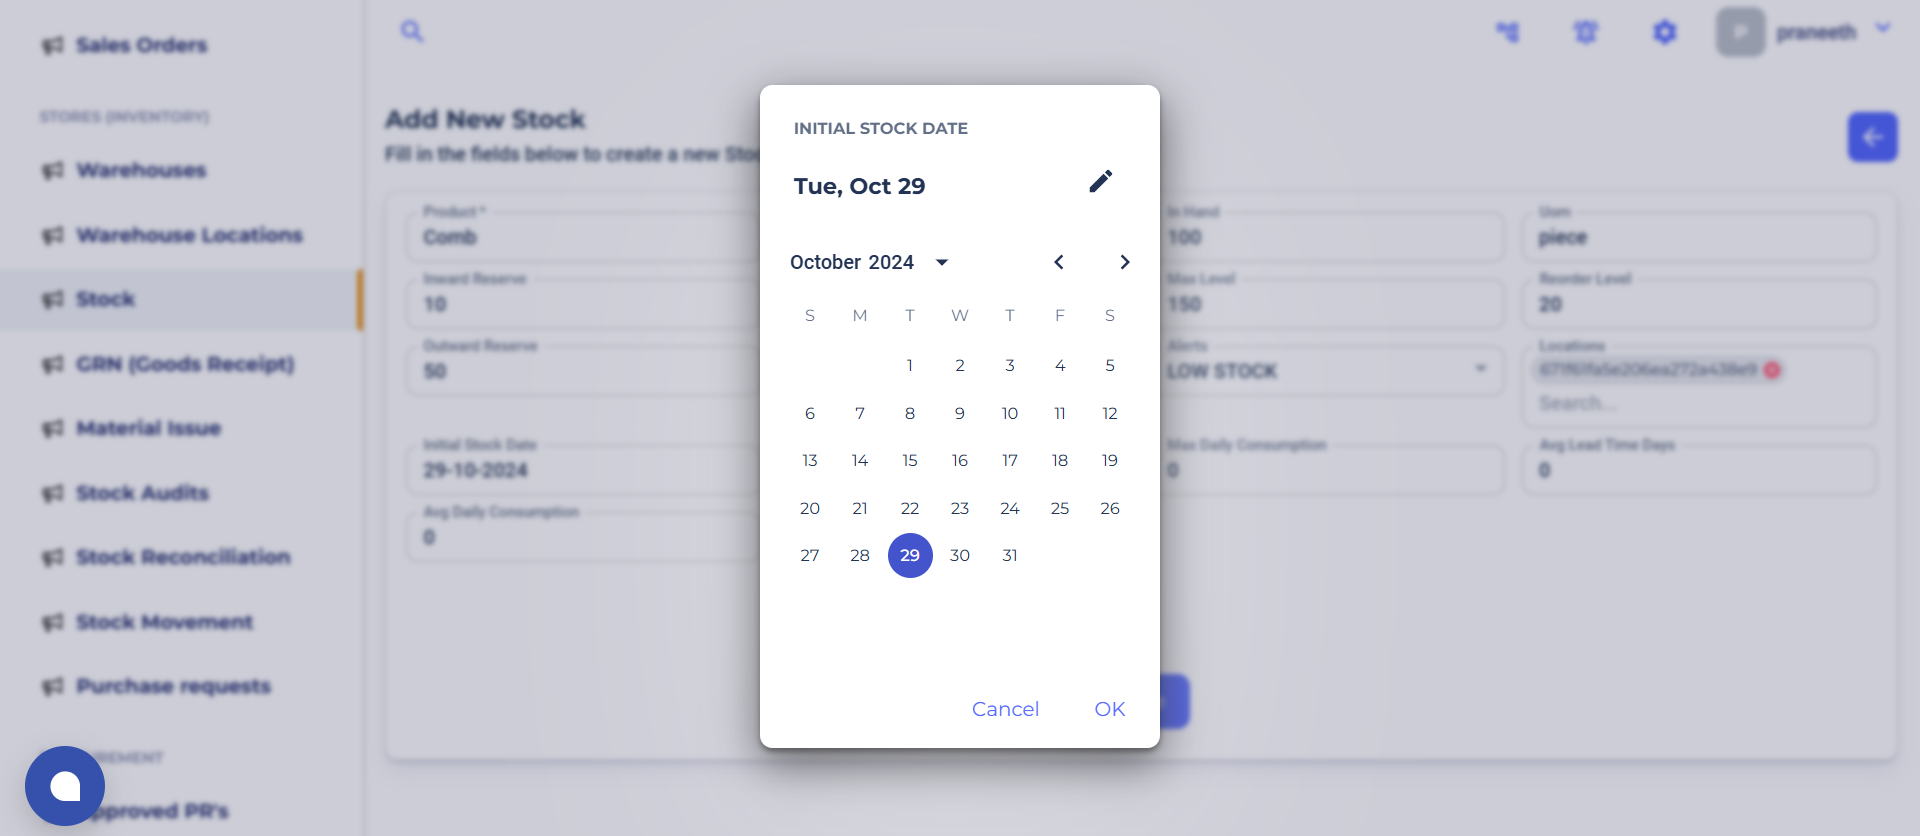 Sales Orders
STORES (INVENTORY)
Warehouses
Warehouse Locations
Stock
GRN (Goods Receipt)
Material Issue
Stock Audits
Stock Reconciliation
Stock Movement
Purchase requests
pproved PR's
P
praneeth
Add New Stock
Fill in the fields below to create a new
Product *
Comb
In Hand
100
Uom
piece
Inward Reserve
10
Max Level
150
Reorder Level
20
Outward Reserve
50
Alerts
LOW STOCK
Locations
Search...
Initial Stock Date
29-10-2024
Max Daily Consumption
0
Avg Lead Time Days
0
Avg Daily Consumption
0
INITIAL STOCK DATE
Tue, Oct 29
October 2024
S M T W T F S
1 2 3 4 5
6 7 8 9 10 11 12
13 14 15 16 17 18 19
20 21 22 23 24 25 26
27 28 29 30 31
Cancel OK